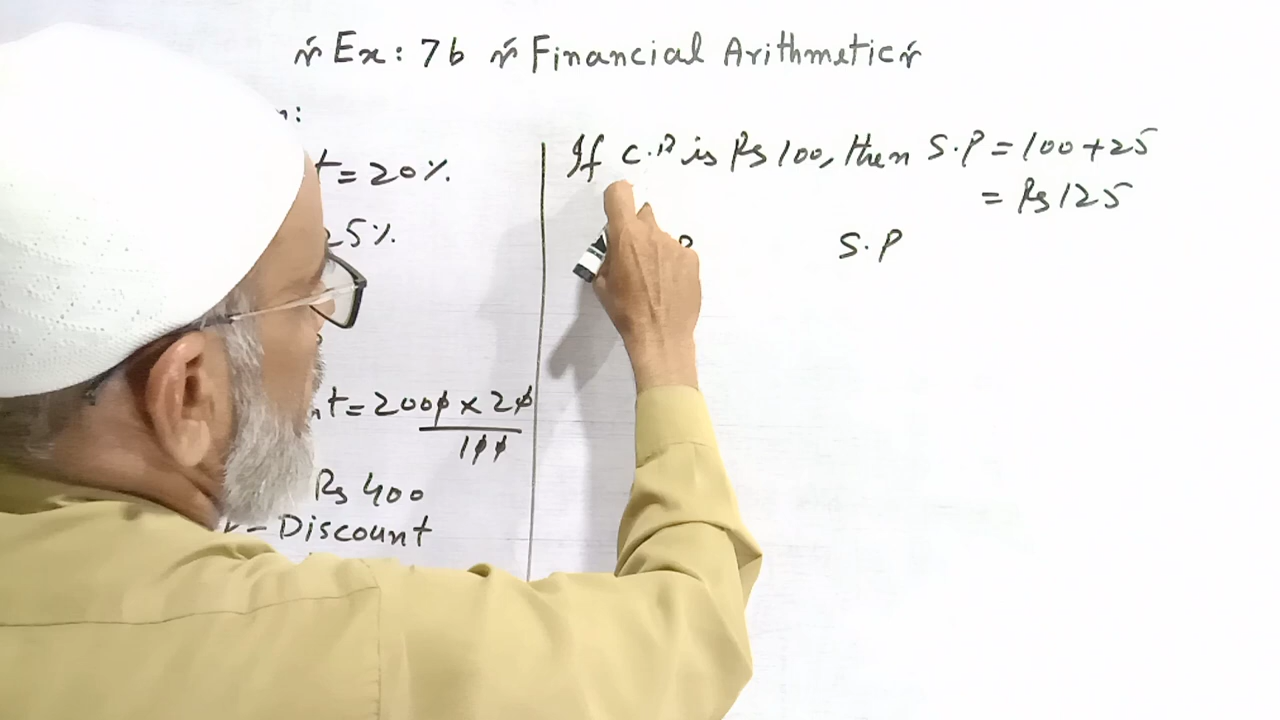 Ex: 7b Financial Arithmetic
= 20%
25%
= 2000 × 20
100
Rs 400
- Discount
If C.P is Rs 100, then S.P = 100 + 25
= Rs 125
S.P